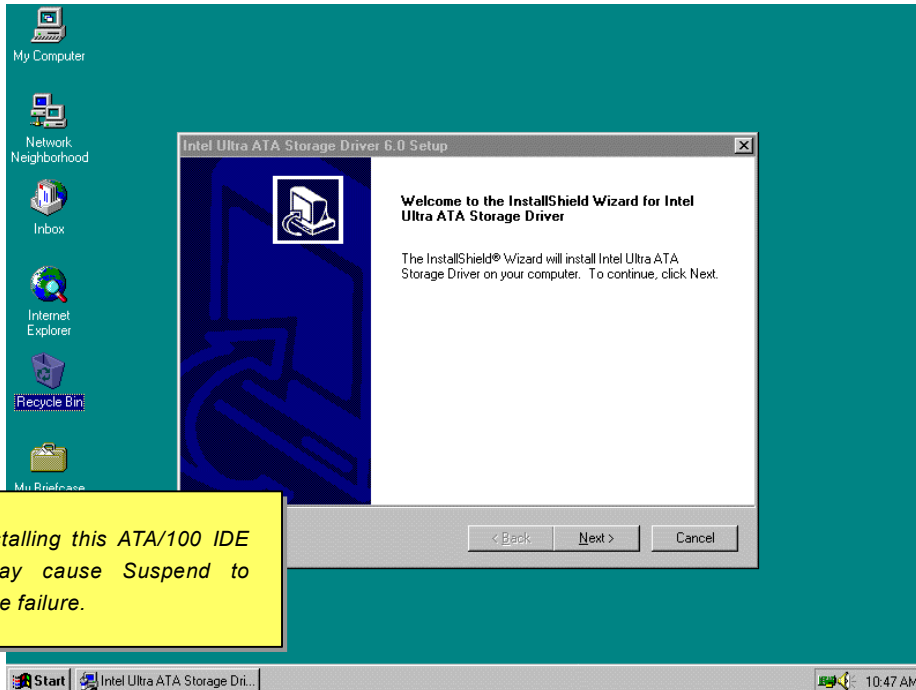 My Computer
Network
Neighborhood
Inbox
Internet
Explorer
Recycle Bin
My Briefcase
Intel Ultra ATA Storage Driver 6.0 Setup
Welcome to the InstallShield Wizard for Intel
Ultra ATA Storage Driver
The InstallShield® Wizard will install Intel Ultra ATA
Storage Driver on your computer. To continue, click Next.
< Back
Next >
Cancel
this ATA/100 IDE
cause Suspend to
failure.
Start
Intel Ultra ATA Storage Dri...
10:47 AM